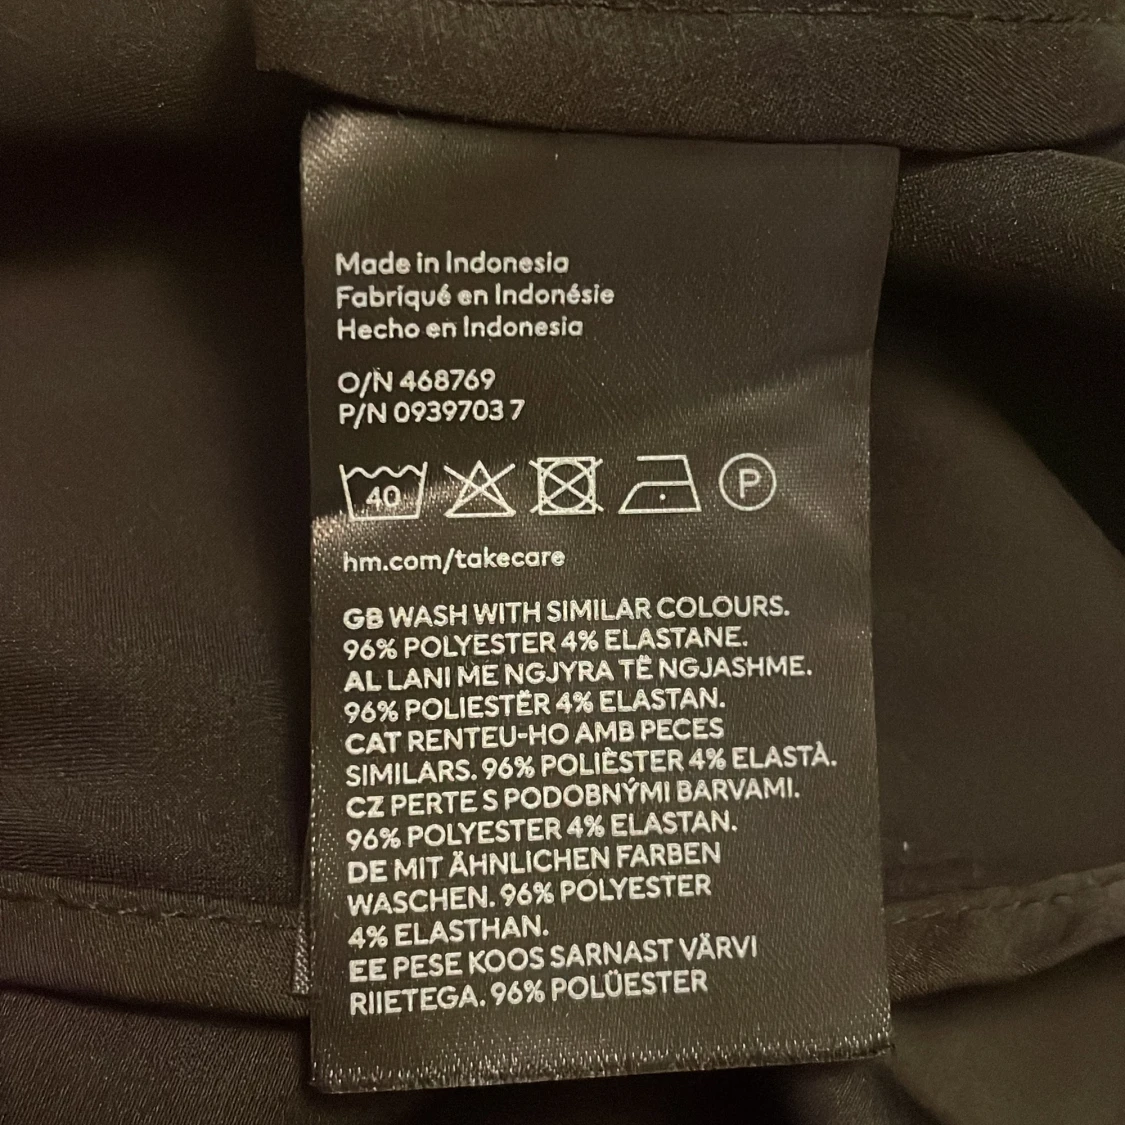 Made in Indonesia
Fabriqué en Indonésie
Hecho en Indonesia
O/N 468769
P/N 0939703 7
40 P
hm.com/takecare
GB WASH WITH SIMILAR COLOURS.
96% POLYESTER 4% ELASTANE.
AL LANI ME NGJYRA TË NGJASHME.
96% POLIESTËR 4% ELASTAN.
CAT RENTEU-HO AMB PECES
SIMILARS. 96% POLIÈSTER 4% ELASTÀ.
CZ PERTE S PODOBNÝMI BARVAMI.
96% POLYESTER 4% ELASTAN.
DE MIT ÄHNLICHEN FARBEN
WASCHEN. 96% POLYESTER
4% ELASTHAN.
EE PESE KOOS SARNAST VÄRVI
RIIETEGA. 96% POLÜESTER